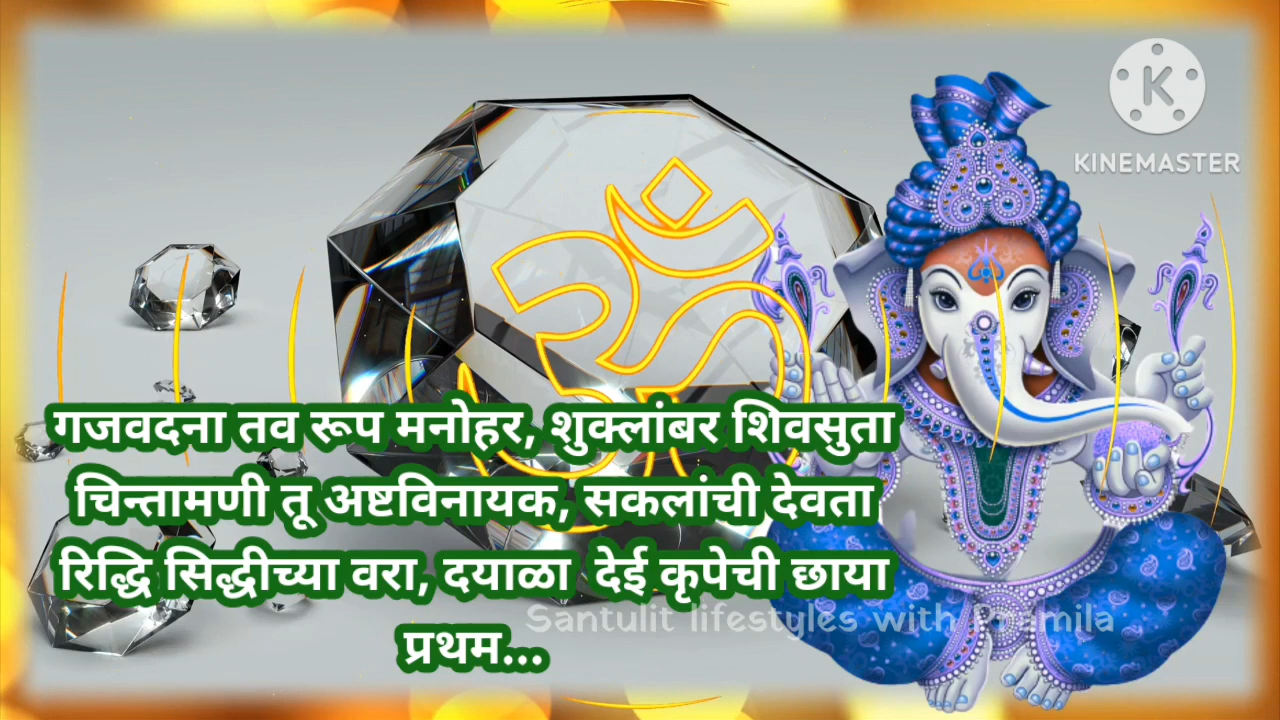 KINEMASTER
गजवदना तव रूप मनोहर, शुक्लांबर शिवसुता
चिन्तामणी तू अष्टविनायक, सकलांची देवता
रिद्धि सिद्धीच्या वरा, दयाळा देई कृपेची छाया
Santulit lifestyles with Pramila
प्रथम...